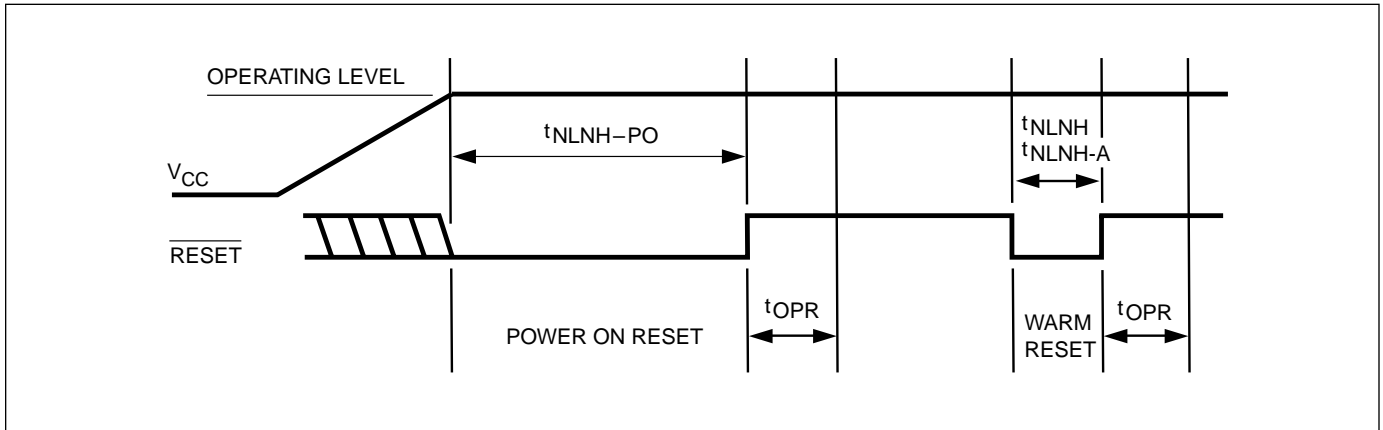 OPERATING LEVEL
tNLNH–PO
tNLNH
tNLNH-A
VCC
RESET
tOPR
tOPR
POWER ON RESET
WARM
RESET